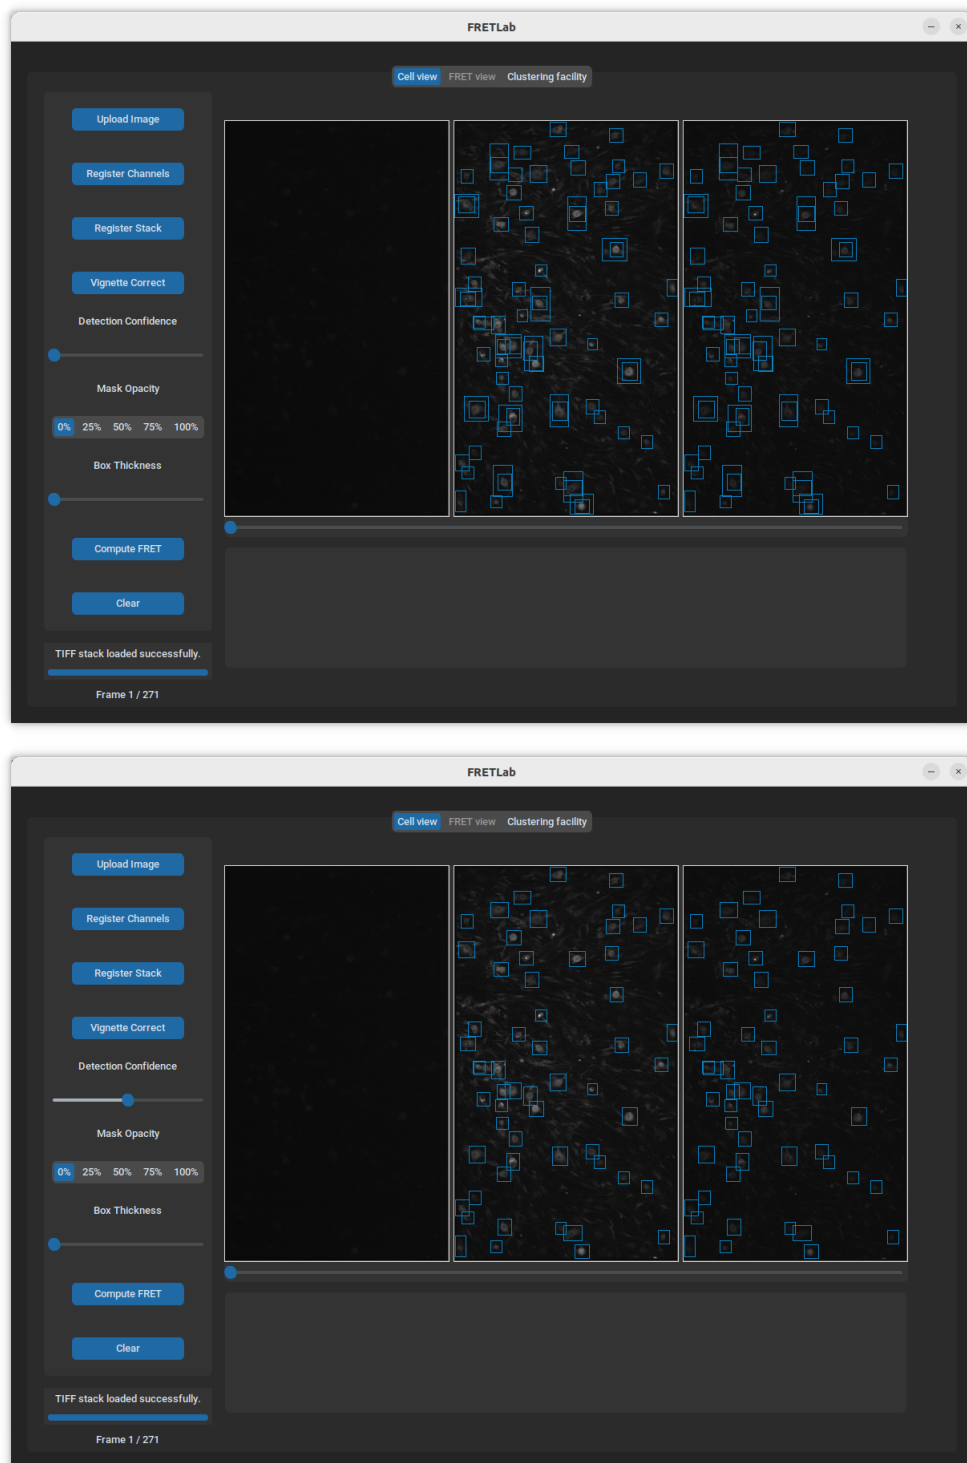 FRETLab
Cell view FRET view Clustering facility
Upload Image
Register Channels
Register Stack
Vignette Correct
Detection Confidence
Mask Opacity
0% 25% 50% 75% 100%
Box Thickness
Compute FRET
Clear
TIFF stack loaded successfully.
Frame 1 / 271
FRETLab
Cell view FRET view Clustering facility
Upload Image
Register Channels
Register Stack
Vignette Correct
Detection Confidence
Mask Opacity
0% 25% 50% 75% 100%
Box Thickness
Compute FRET
Clear
TIFF stack loaded successfully.
Frame 1 / 271